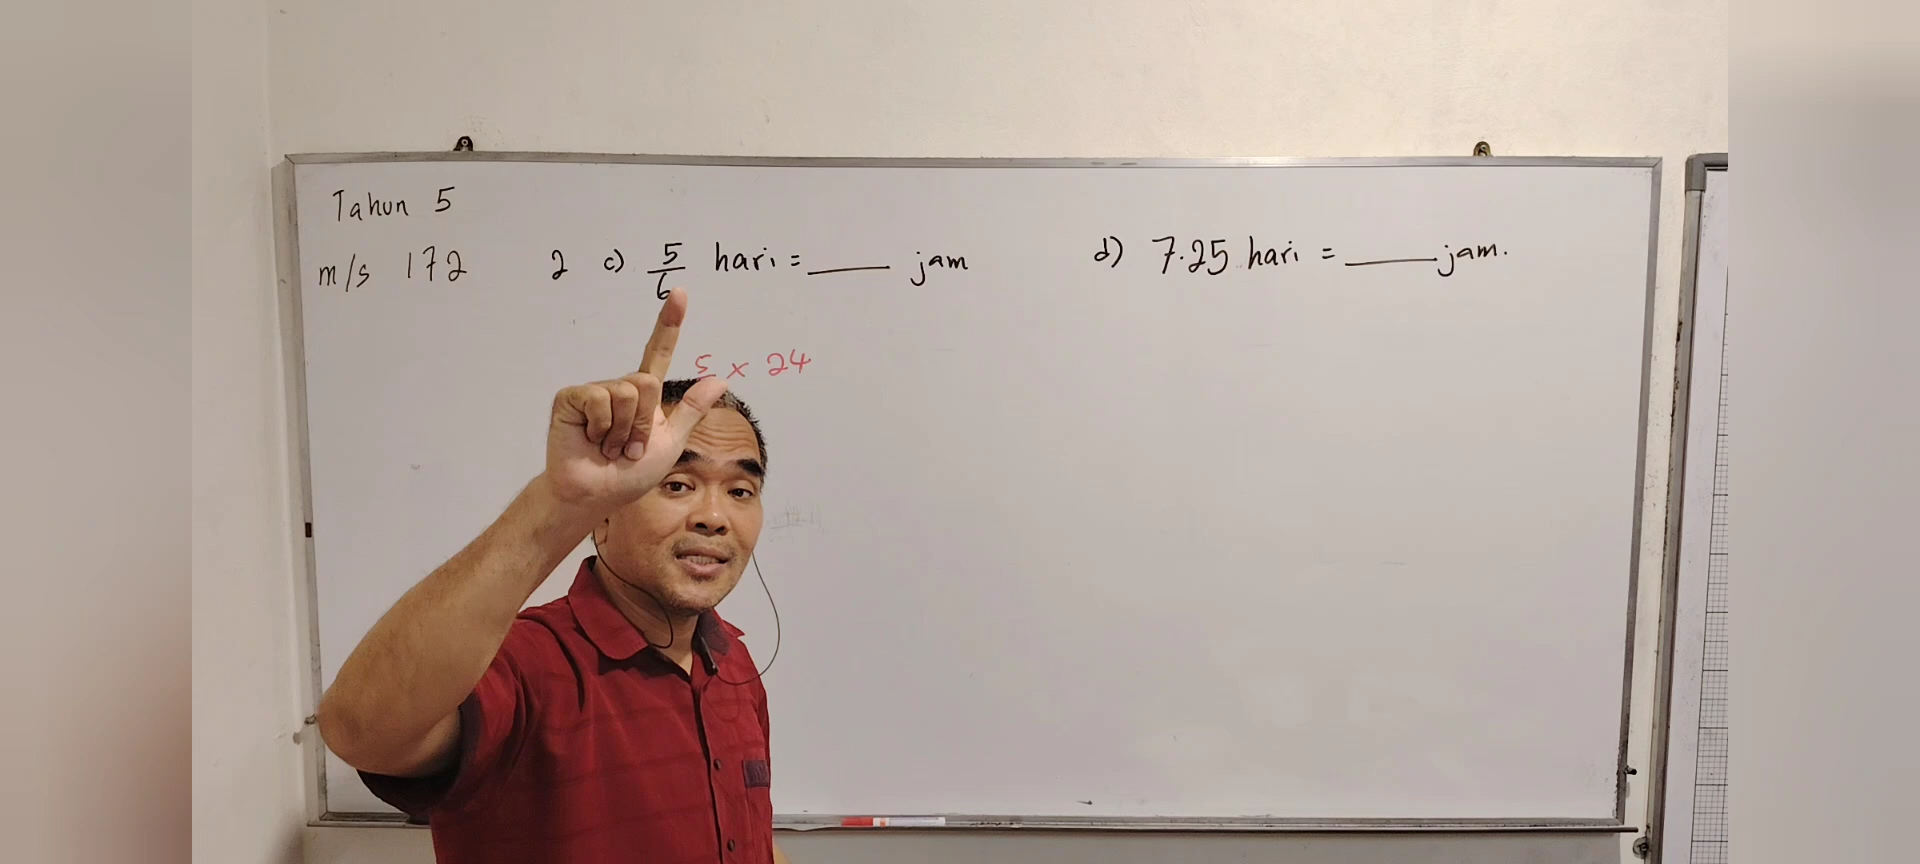 Tahun 5
m/s 172 2 c) 5/6 hari = ____ jam d) 7.25 hari = ____ jam.
5 x 24